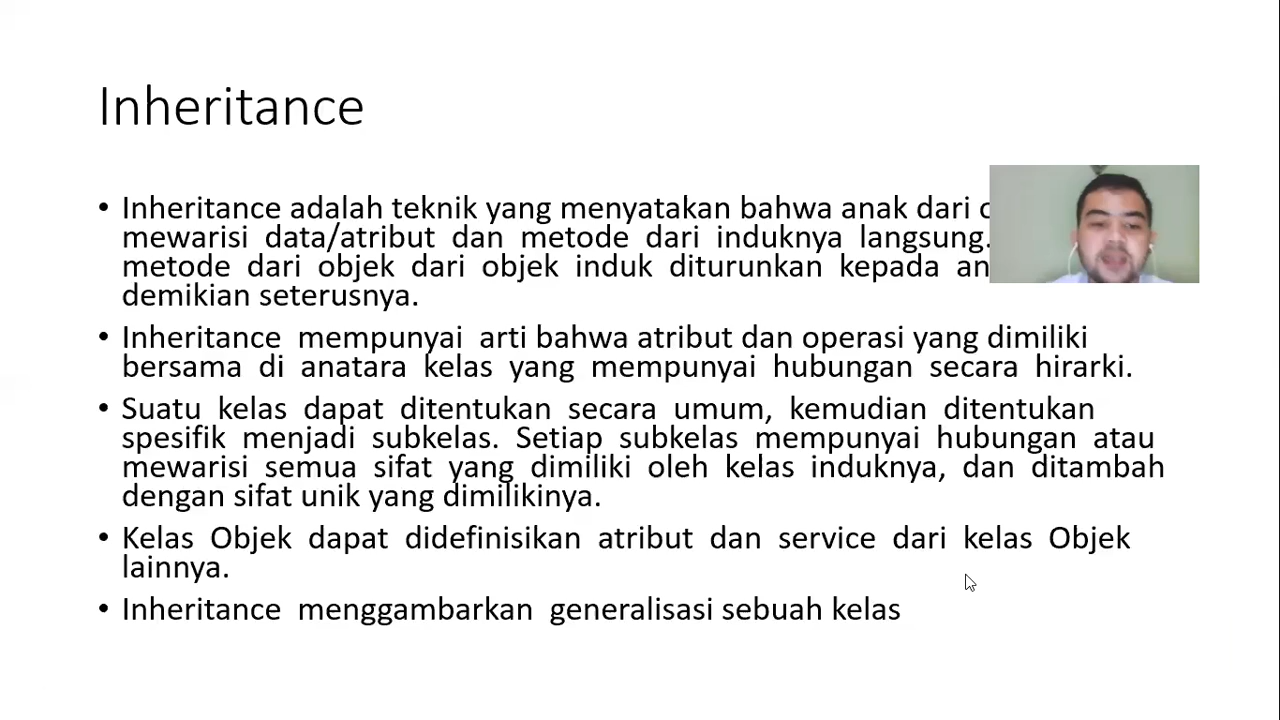 Inheritance
• Inheritance adalah teknik yang menyatakan bahwa anak dari
mewarisi data/atribut dan metode dari induknya langsung.
metode dari objek dari objek induk diturunkan kepada
demikian seterusnya.
• Inheritance mempunyai arti bahwa atribut dan operasi yang dimiliki
bersama di anatara kelas yang mempunyai hubungan secara hirarki.
• Suatu kelas dapat ditentukan secara umum, kemudian ditentukan
spesifik menjadi subkelas. Setiap subkelas mempunyai hubungan atau
mewarisi semua sifat yang dimiliki oleh kelas induknya, dan ditambah
dengan sifat unik yang dimilikinya.
• Kelas Objek dapat didefinisikan atribut dan service dari kelas Objek
lainnya.
• Inheritance menggambarkan generalisasi sebuah kelas